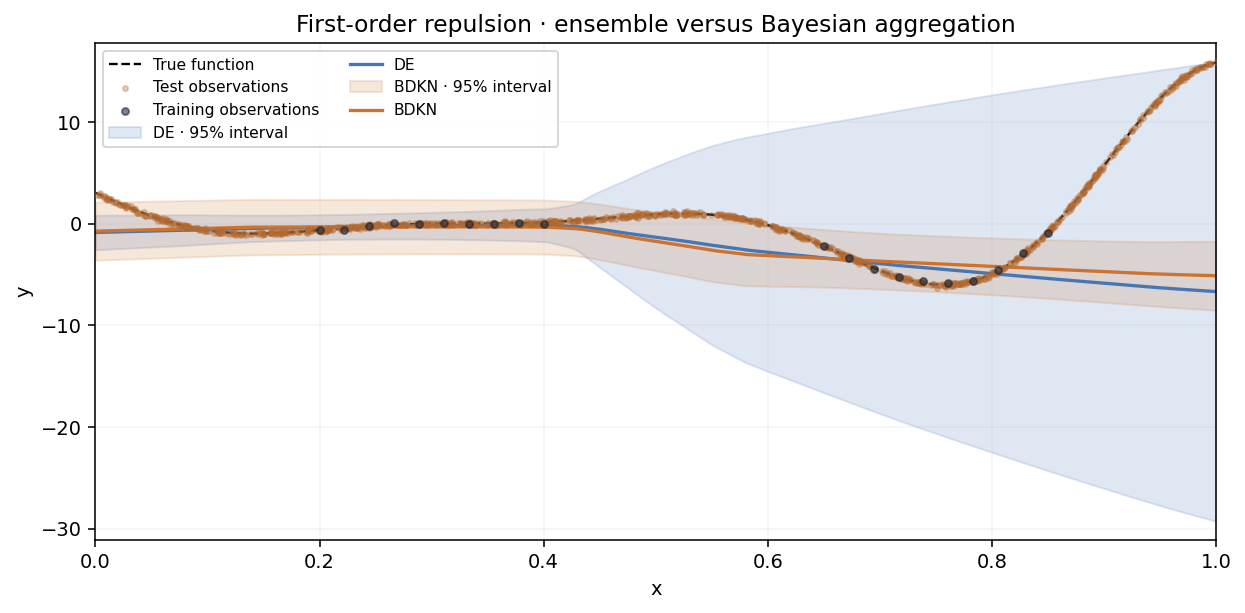 First-order repulsion · ensemble versus Bayesian aggregation
True function
Test observations
Training observations
DE · 95% interval
DE
BDKN · 95% interval
BDKN
y
10
0
−10
−20
−30
0.0
0.2
0.4
0.6
0.8
1.0
x